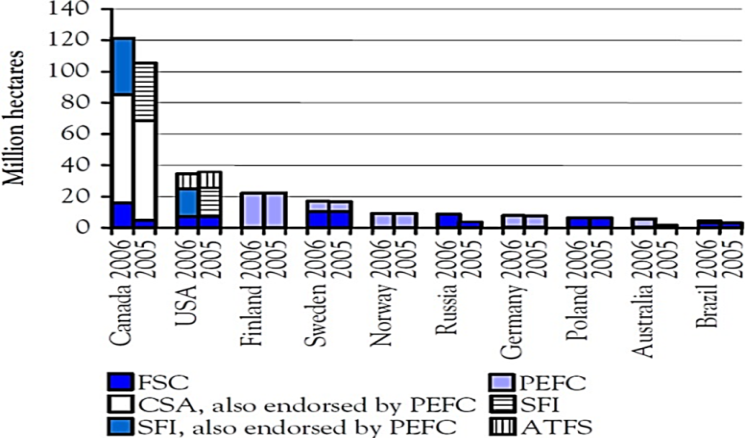 Million hectares
140
120
100
80
60
40
20
0
Canada 2006
2005
USA 2006
2005
Finland 2006
2005
Sweden 2006
2005
Norway 2006
2005
Russia 2006
2005
Germany 2006
2005
Poland 2006
2005
Australia 2006
2005
Brazil 2006
2005
FSC
PEFC
CSA, also endorsed by PEFC
SFI
SFI, also endorsed by PEFC
ATFS